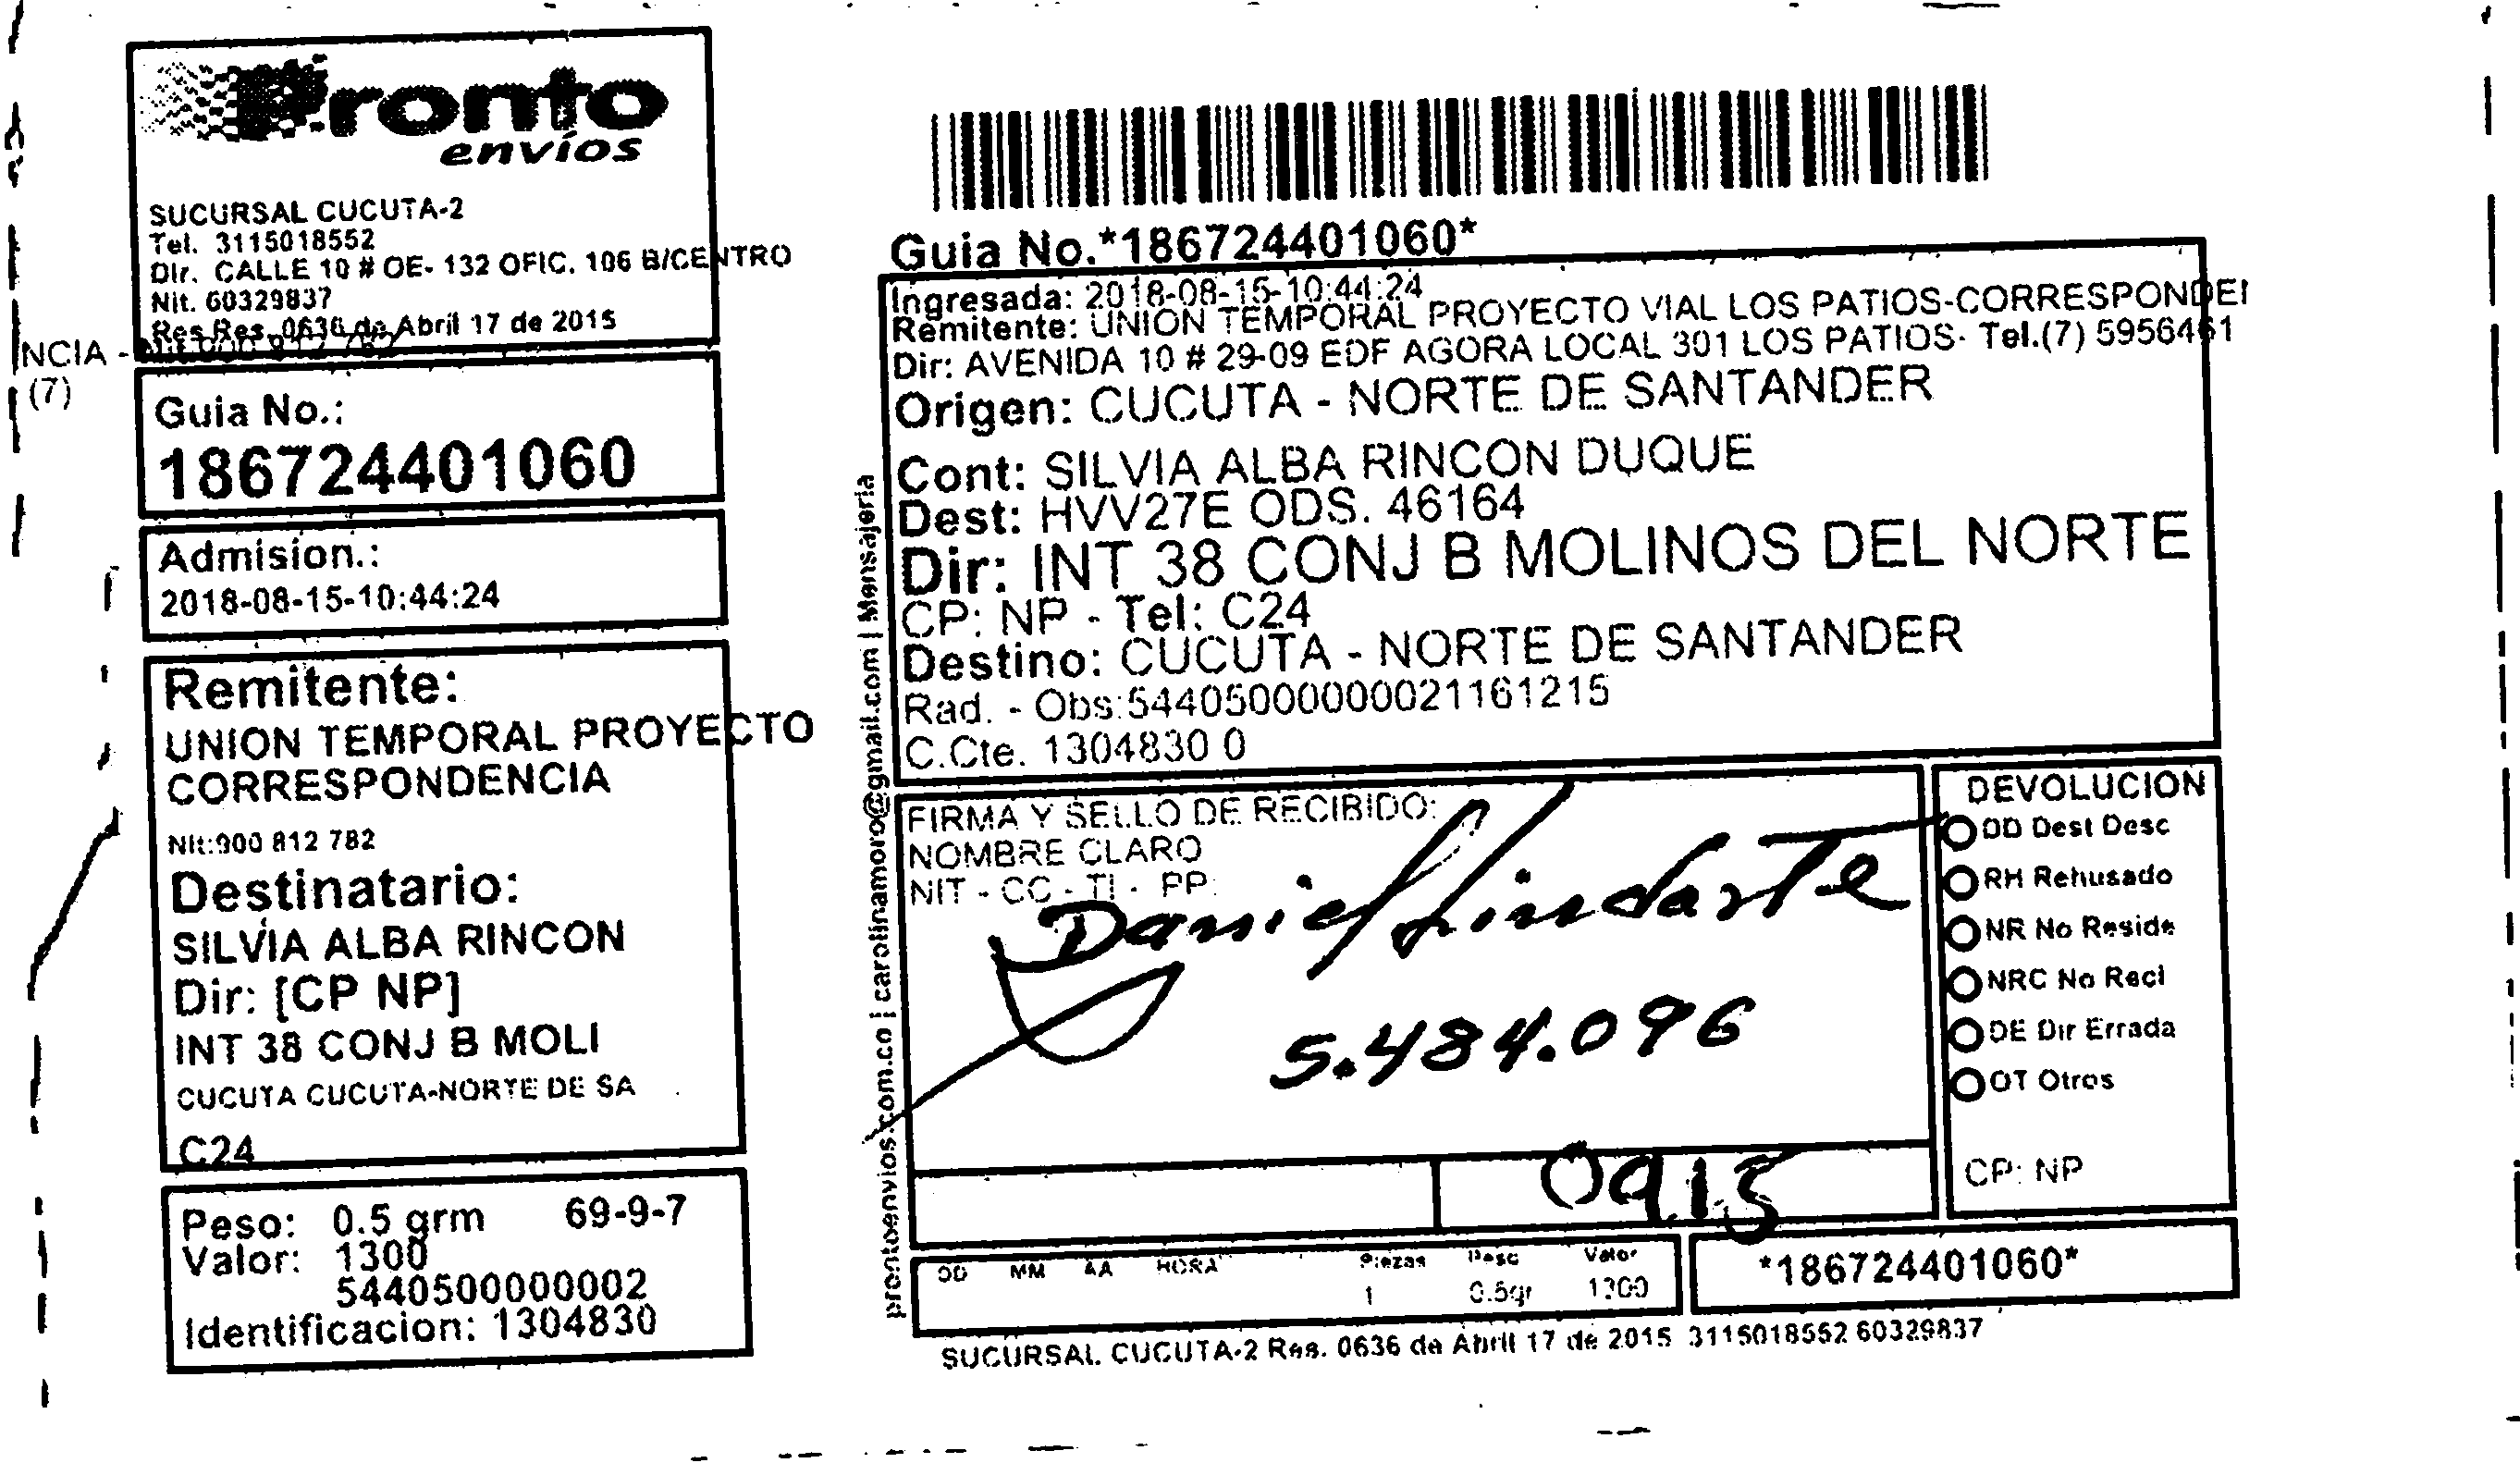 Pronto
envíos
SUCURSAL CUCUTA-2
Tel. 3115018552
Dir. CALLE 10 # OE- 132 OFIC. 106 B/CENTRO
Nit. 60329837
Res Res. 0636 de Abril 17 de 2015
NCIA -
(7)
Guia No.:
186724401060
Admision.:
2018-08-15-10:44:24
Remitente:
UNION TEMPORAL PROYECTO
CORRESPONDENCIA
Nit:900 812 782
Destinatario:
SILVIA ALBA RINCON
Dir: [CP NP]
INT 38 CONJ B MOLI
CUCUTA CUCUTA-NORTE DE SA
C24
Peso: 0.5 grm 69-9-7
Valor: 1300
5440500000002
Identificacion: 1304830
prontoenvios.com.co | carolinamoro@gmail.com | Mensajeria
Guia No.*186724401060*
Ingresada: 2018-08-15-10:44:24
Remitente: UNION TEMPORAL PROYECTO VIAL LOS PATIOS-CORRESPONDEN
Dir: AVENIDA 10 # 29-09 EDF AGORA LOCAL 301 LOS PATIOS- Tel.(7) 5956461
Origen: CUCUTA - NORTE DE SANTANDER
Cont: SILVIA ALBA RINCON DUQUE
Dest: HVV27E ODS. 46164
Dir: INT 38 CONJ B MOLINOS DEL NORTE
CP: NP - Tel: C24
Destino: CUCUTA - NORTE DE SANTANDER
Rad. - Obs:54405000000021161215
C.Cte. 1304830 0
FIRMA Y SELLO DE RECIBIDO:
NOMBRE CLARO
NIT - CC - TI - PP:
Daniel Lindarte
5.484.096
0915
DEVOLUCION
DD Dest Desc
RH Rehusado
NR No Reside
NRC No Recl
DE Dir Errada
OT Otros
CP: NP
DD MM AA HORA Piezas Peso Valor
1 0.5gr 1300
*186724401060*
SUCURSAL CUCUTA-2 Res. 0636 de Abril 17 de 2015 3115018552 60329837